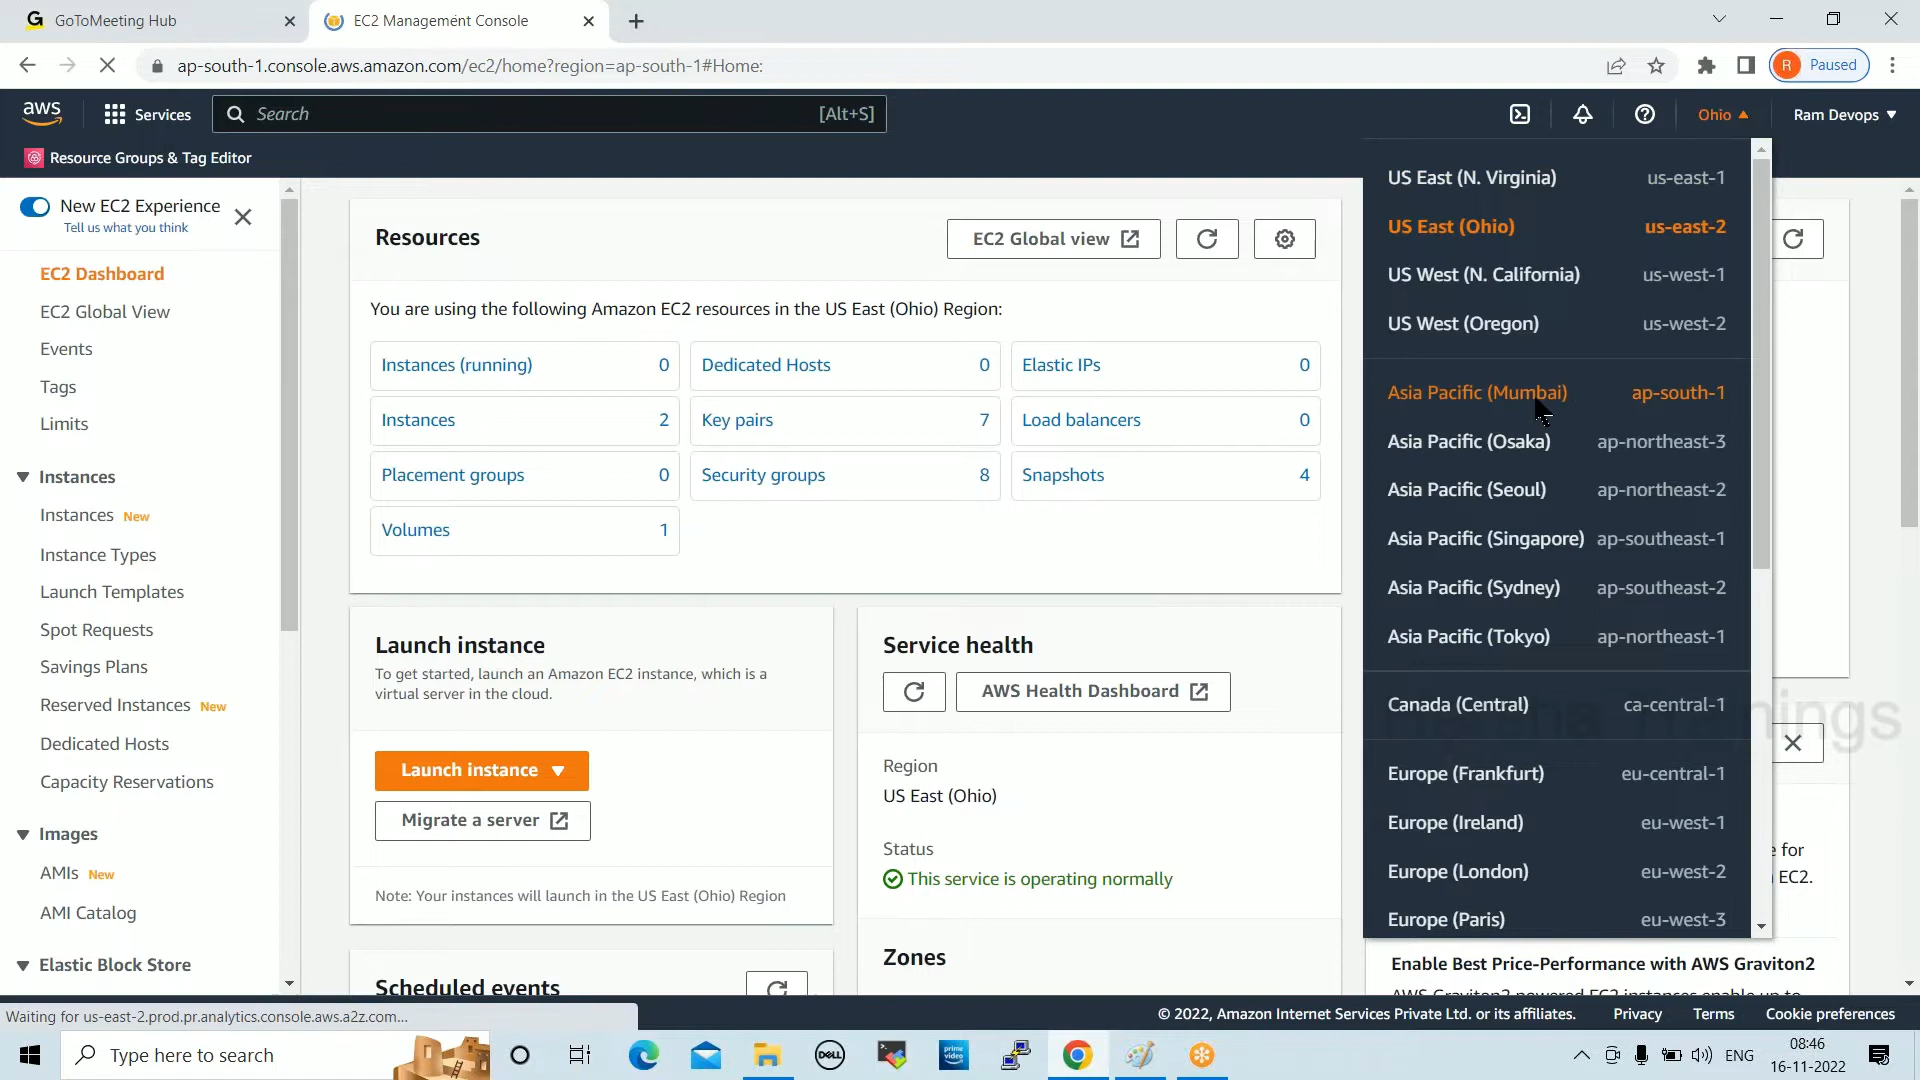 GoToMeeting Hub
EC2 Management Console
ap-south-1.console.aws.amazon.com/ec2/home?region=ap-south-1#Home:
R Paused
aws
Services
Search [Alt+S]
Ohio ▲
Ram Devops ▼
Resource Groups & Tag Editor
New EC2 Experience
Tell us what you think
EC2 Dashboard
EC2 Global View
Events
Tags
Limits
Instances
Instances New
Instance Types
Launch Templates
Spot Requests
Savings Plans
Reserved Instances New
Dedicated Hosts
Capacity Reservations
Images
AMIs New
AMI Catalog
Elastic Block Store
Resources
EC2 Global view
You are using the following Amazon EC2 resources in the US East (Ohio) Region:
Instances (running) 0
Dedicated Hosts 0
Elastic IPs 0
Instances 2
Key pairs 7
Load balancers 0
Placement groups 0
Security groups 8
Snapshots 4
Volumes 1
Launch instance
To get started, launch an Amazon EC2 instance, which is a
virtual server in the cloud.
Launch instance ▼
Migrate a server
Note: Your instances will launch in the US East (Ohio) Region
Scheduled events
Service health
AWS Health Dashboard
Region
US East (Ohio)
Status
This service is operating normally
Zones
US East (N. Virginia) us-east-1
US East (Ohio) us-east-2
US West (N. California) us-west-1
US West (Oregon) us-west-2
Asia Pacific (Mumbai) ap-south-1
Asia Pacific (Osaka) ap-northeast-3
Asia Pacific (Seoul) ap-northeast-2
Asia Pacific (Singapore) ap-southeast-1
Asia Pacific (Sydney) ap-southeast-2
Asia Pacific (Tokyo) ap-northeast-1
Canada (Central) ca-central-1
Europe (Frankfurt) eu-central-1
Europe (Ireland) eu-west-1
Europe (London) eu-west-2
Europe (Paris) eu-west-3
for
EC2.
Enable Best Price-Performance with AWS Graviton2
AWS Graviton2 powered EC2 instances enable up to
Waiting for us-east-2.prod.pr.analytics.console.aws.a2z.com...
© 2022, Amazon Internet Services Private Ltd. or its affiliates.
Privacy
Terms
Cookie preferences
Type here to search
DELL
prime video
ENG
08:46
16-11-2022